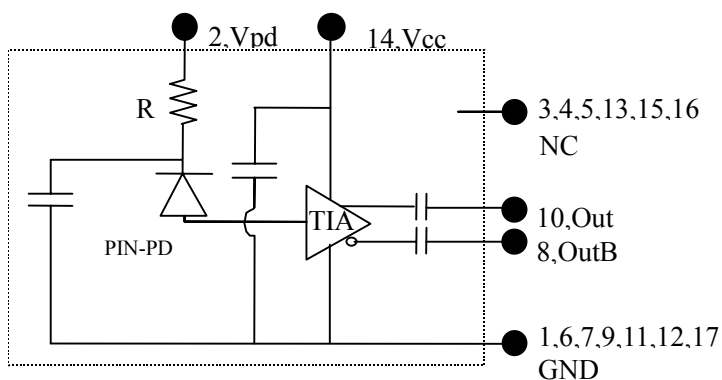 2,Vpd
14,Vcc
R
3,4,5,13,15,16
NC
TIA
10,Out
PIN-PD
8,OutB
1,6,7,9,11,12,17
GND